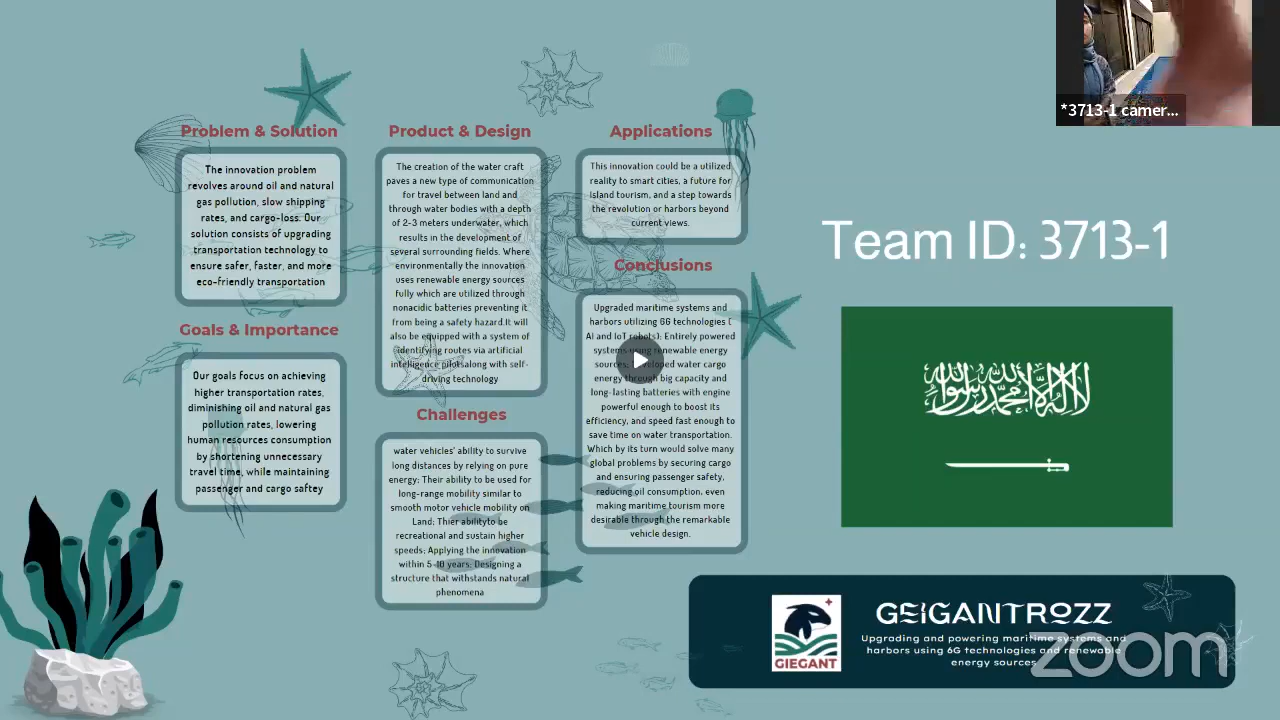 *3713-1 camer...
Problem & Solution
The innovation problem
revolves around oil and natural
gas pollution, slow shipping
rates, and cargo-loss. Our
solution consists of upgrading
transportation technology to
ensure safer, faster, and more
eco-friendly transportation
Goals & Importance
Our goals focus on achieving
higher transportation rates,
diminishing oil and natural gas
pollution rates, lowering
human resources consumption
by shortening unnecessary
travel time, while maintaining
passenger and cargo saftey
Product & Design
The creation of the water craft
paves a new type of communication
for travel between land and
through water bodies with a depth
of 2-3 meters underwater, which
results in the development of
several surrounding fields. Where
environmentally the innovation
uses renewable energy sources
fully which are utilized through
nonacidic batteries preventing it
from being a safety hazard.It will
also be equipped with a system of
identifying routes via artificial
intelligence pilotsalong with self-
driving technology
Challenges
water vehicles' ability to survive
long distances by relying on pure
energy; Their ability to be used for
long-range mobility similar to
smooth motor vehicle mobility on
Land; Thier abilityto be
recreational and sustain higher
speeds; Applying the innovation
within 5-10 years; Designing a
structure that withstands natural
phenomena
Applications
This innovation could be a utilized
reality to smart cities, a future for
island tourism, and a step towards
the revolution or harbors beyond
current views.
Conclusions
Upgraded maritime systems and
harbors utilizing 6G technologies (
AI and IoT robots); Entirely powered
systems using renewable energy
sources; Developed water cargo
energy through big capacity and
long-lasting batteries with engine
powerful enough to boost its
efficiency, and speed fast enough to
save time on water transportation.
Which by its turn would solve many
global problems by securing cargo
and ensuring passenger safety,
reducing oil consumption, even
making maritime tourism more
desirable through the remarkable
vehicle design.
Team ID: 3713-1
لا إله إلا الله محمد رسول الله
GIEGANT
GEIGANTROZZ
Upgrading and powering maritime systems and
harbors using 6G technologies and renewable
energy sources
zoom